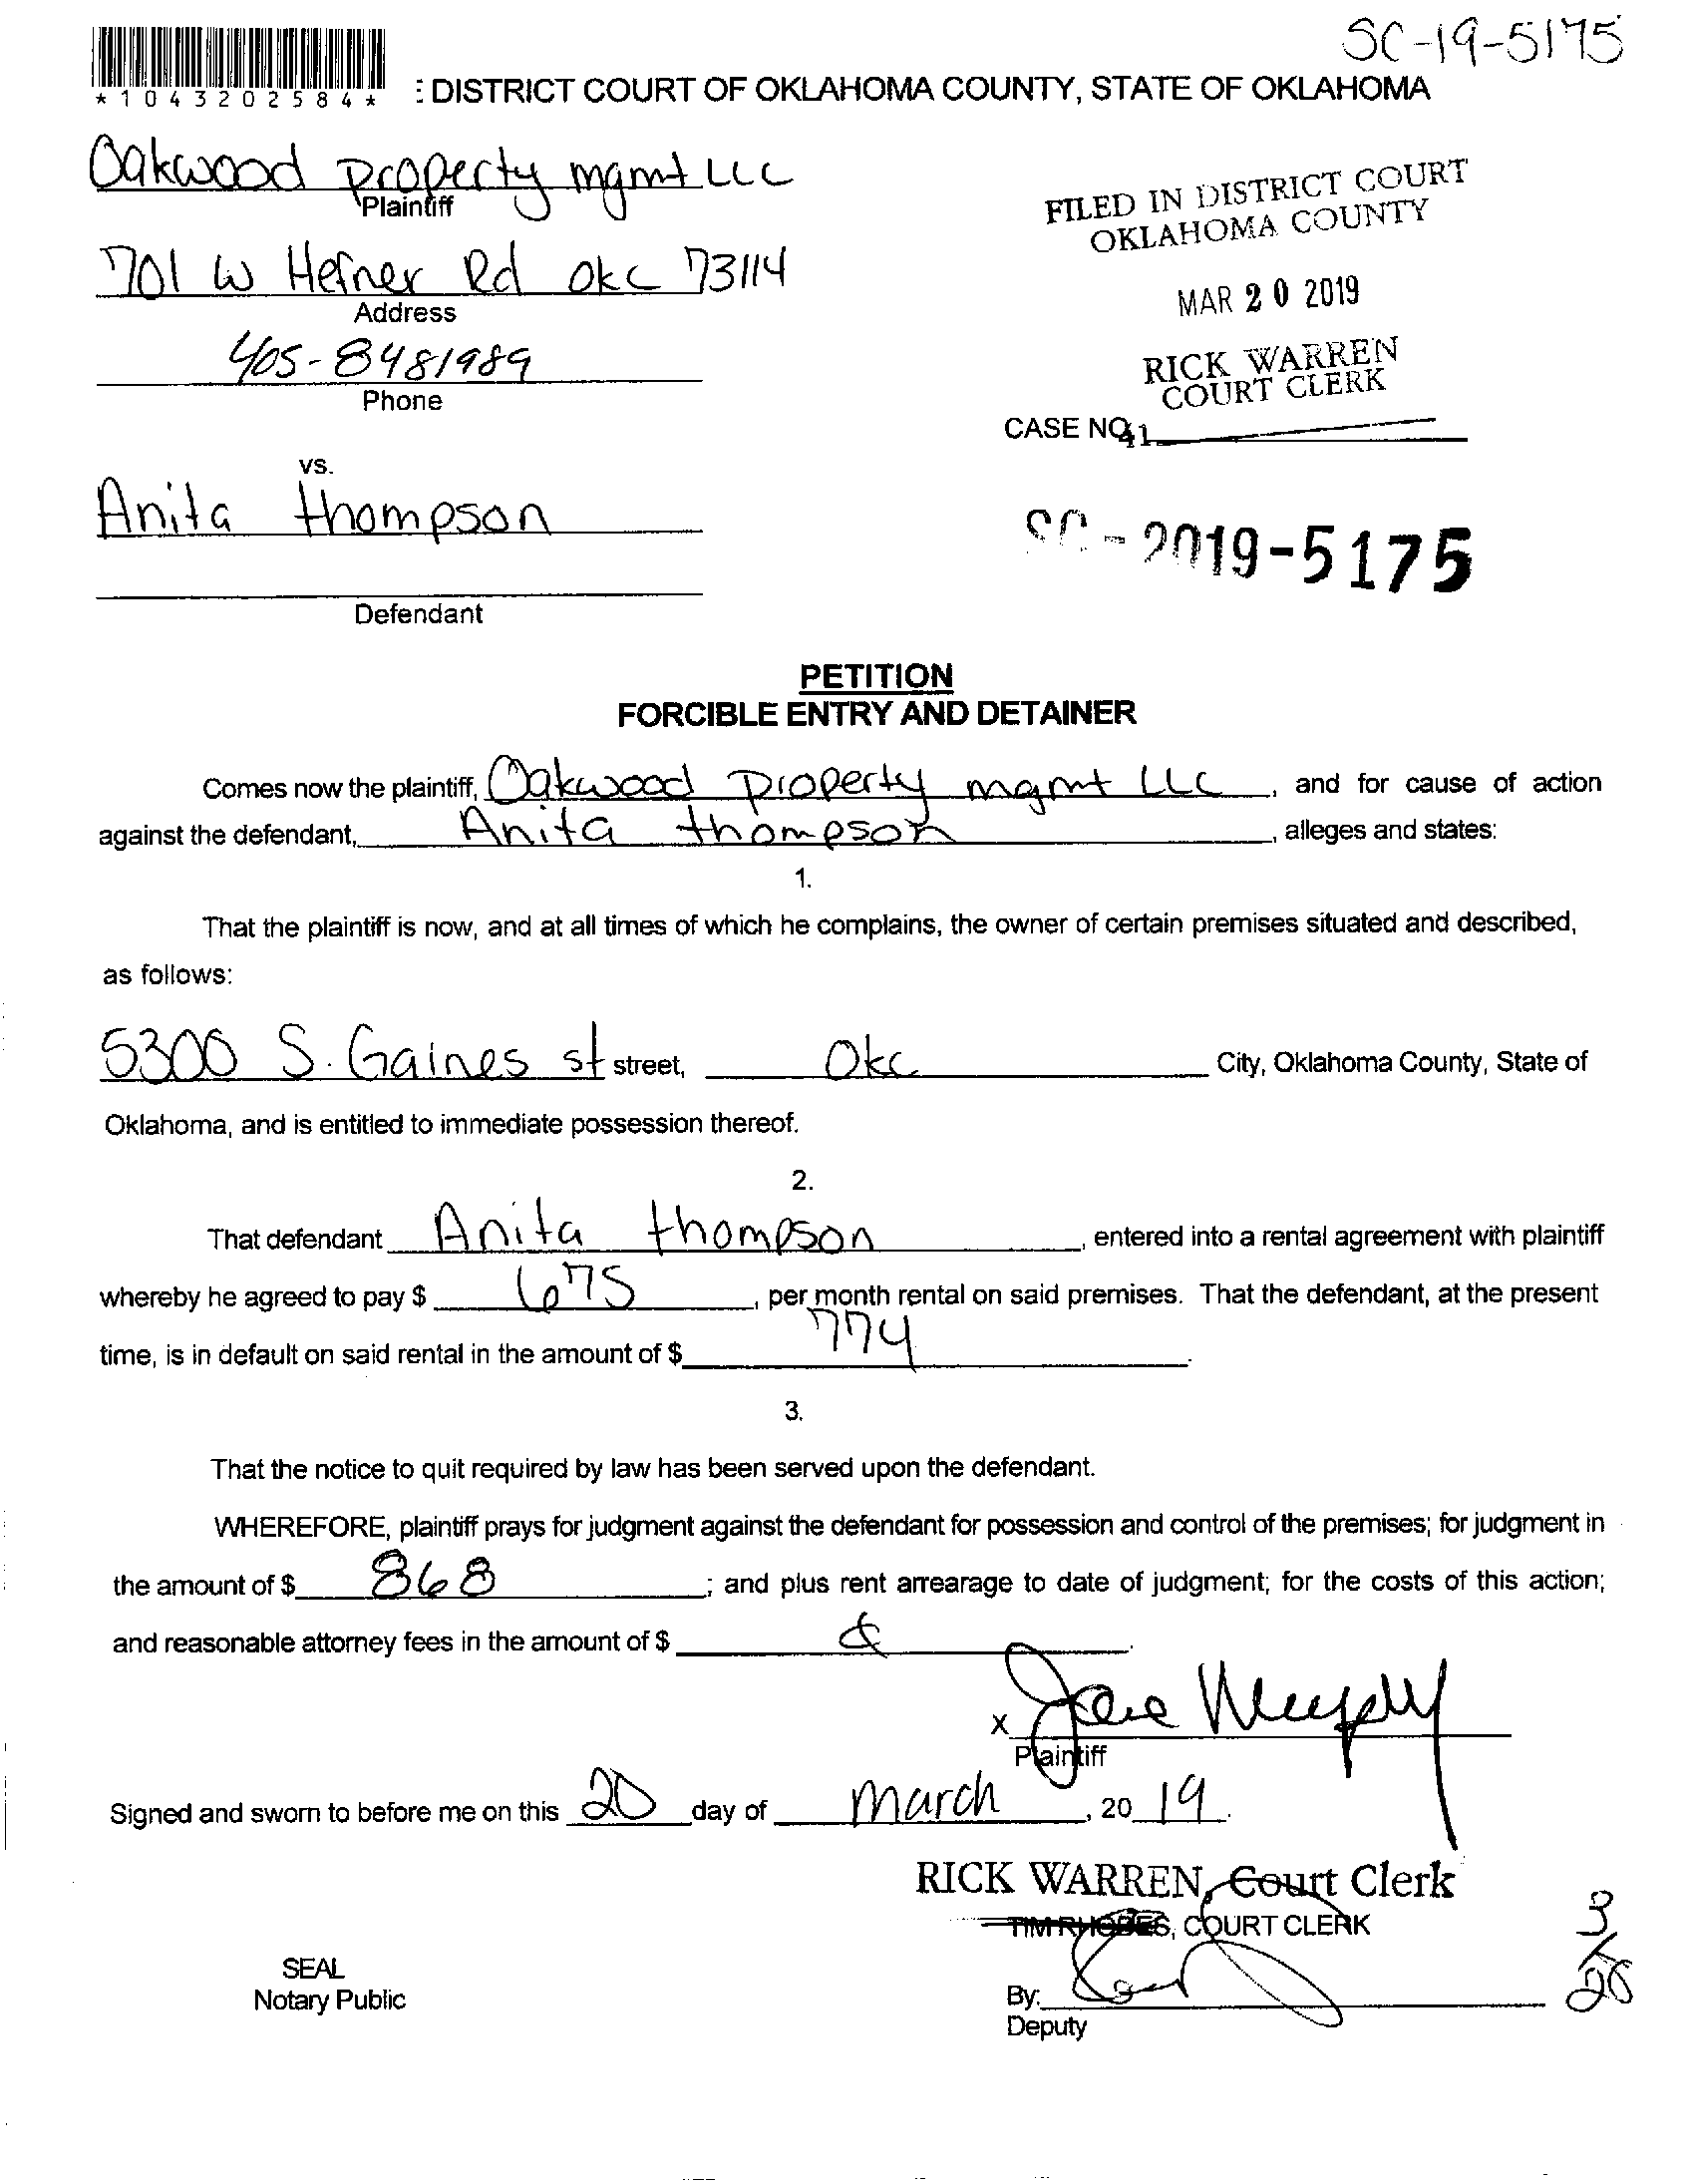 SC-19-5175
*1043202584*
: DISTRICT COURT OF OKLAHOMA COUNTY, STATE OF OKLAHOMA
Oakwood property mgmt LLC
Plaintiff
FILED IN DISTRICT COURT
OKLAHOMA COUNTY
701 W Hefner Rd OKC 73114
Address
MAR 20 2019
405-8481989
Phone
RICK WARREN
COURT CLERK
CASE NO.
41
vs.
Anita thompson
SC-2019-5175
Defendant
PETITION
FORCIBLE ENTRY AND DETAINER
Comes now the plaintiff, Oakwood property mgmt LLC, and for cause of action
against the defendant, Anita thompson, alleges and states:
1.
That the plaintiff is now, and at all times of which he complains, the owner of certain premises situated and described,
as follows:
5300 S. Gaines st street, OKC City, Oklahoma County, State of
Oklahoma, and is entitled to immediate possession thereof.
2.
That defendant Anita thompson, entered into a rental agreement with plaintiff
whereby he agreed to pay $ 675, per month rental on said premises. That the defendant, at the present
time, is in default on said rental in the amount of $ 774.
3.
That the notice to quit required by law has been served upon the defendant.
WHEREFORE, plaintiff prays for judgment against the defendant for possession and control of the premises; for judgment in
the amount of $ 868; and plus rent arrearage to date of judgment; for the costs of this action;
and reasonable attorney fees in the amount of $
x
Plaintiff
Signed and sworn to before me on this 20 day of march, 2019.
RICK WARREN, Court Clerk
TIM RHODES, COURT CLERK
SEAL
Notary Public
By:
Deputy
3/20